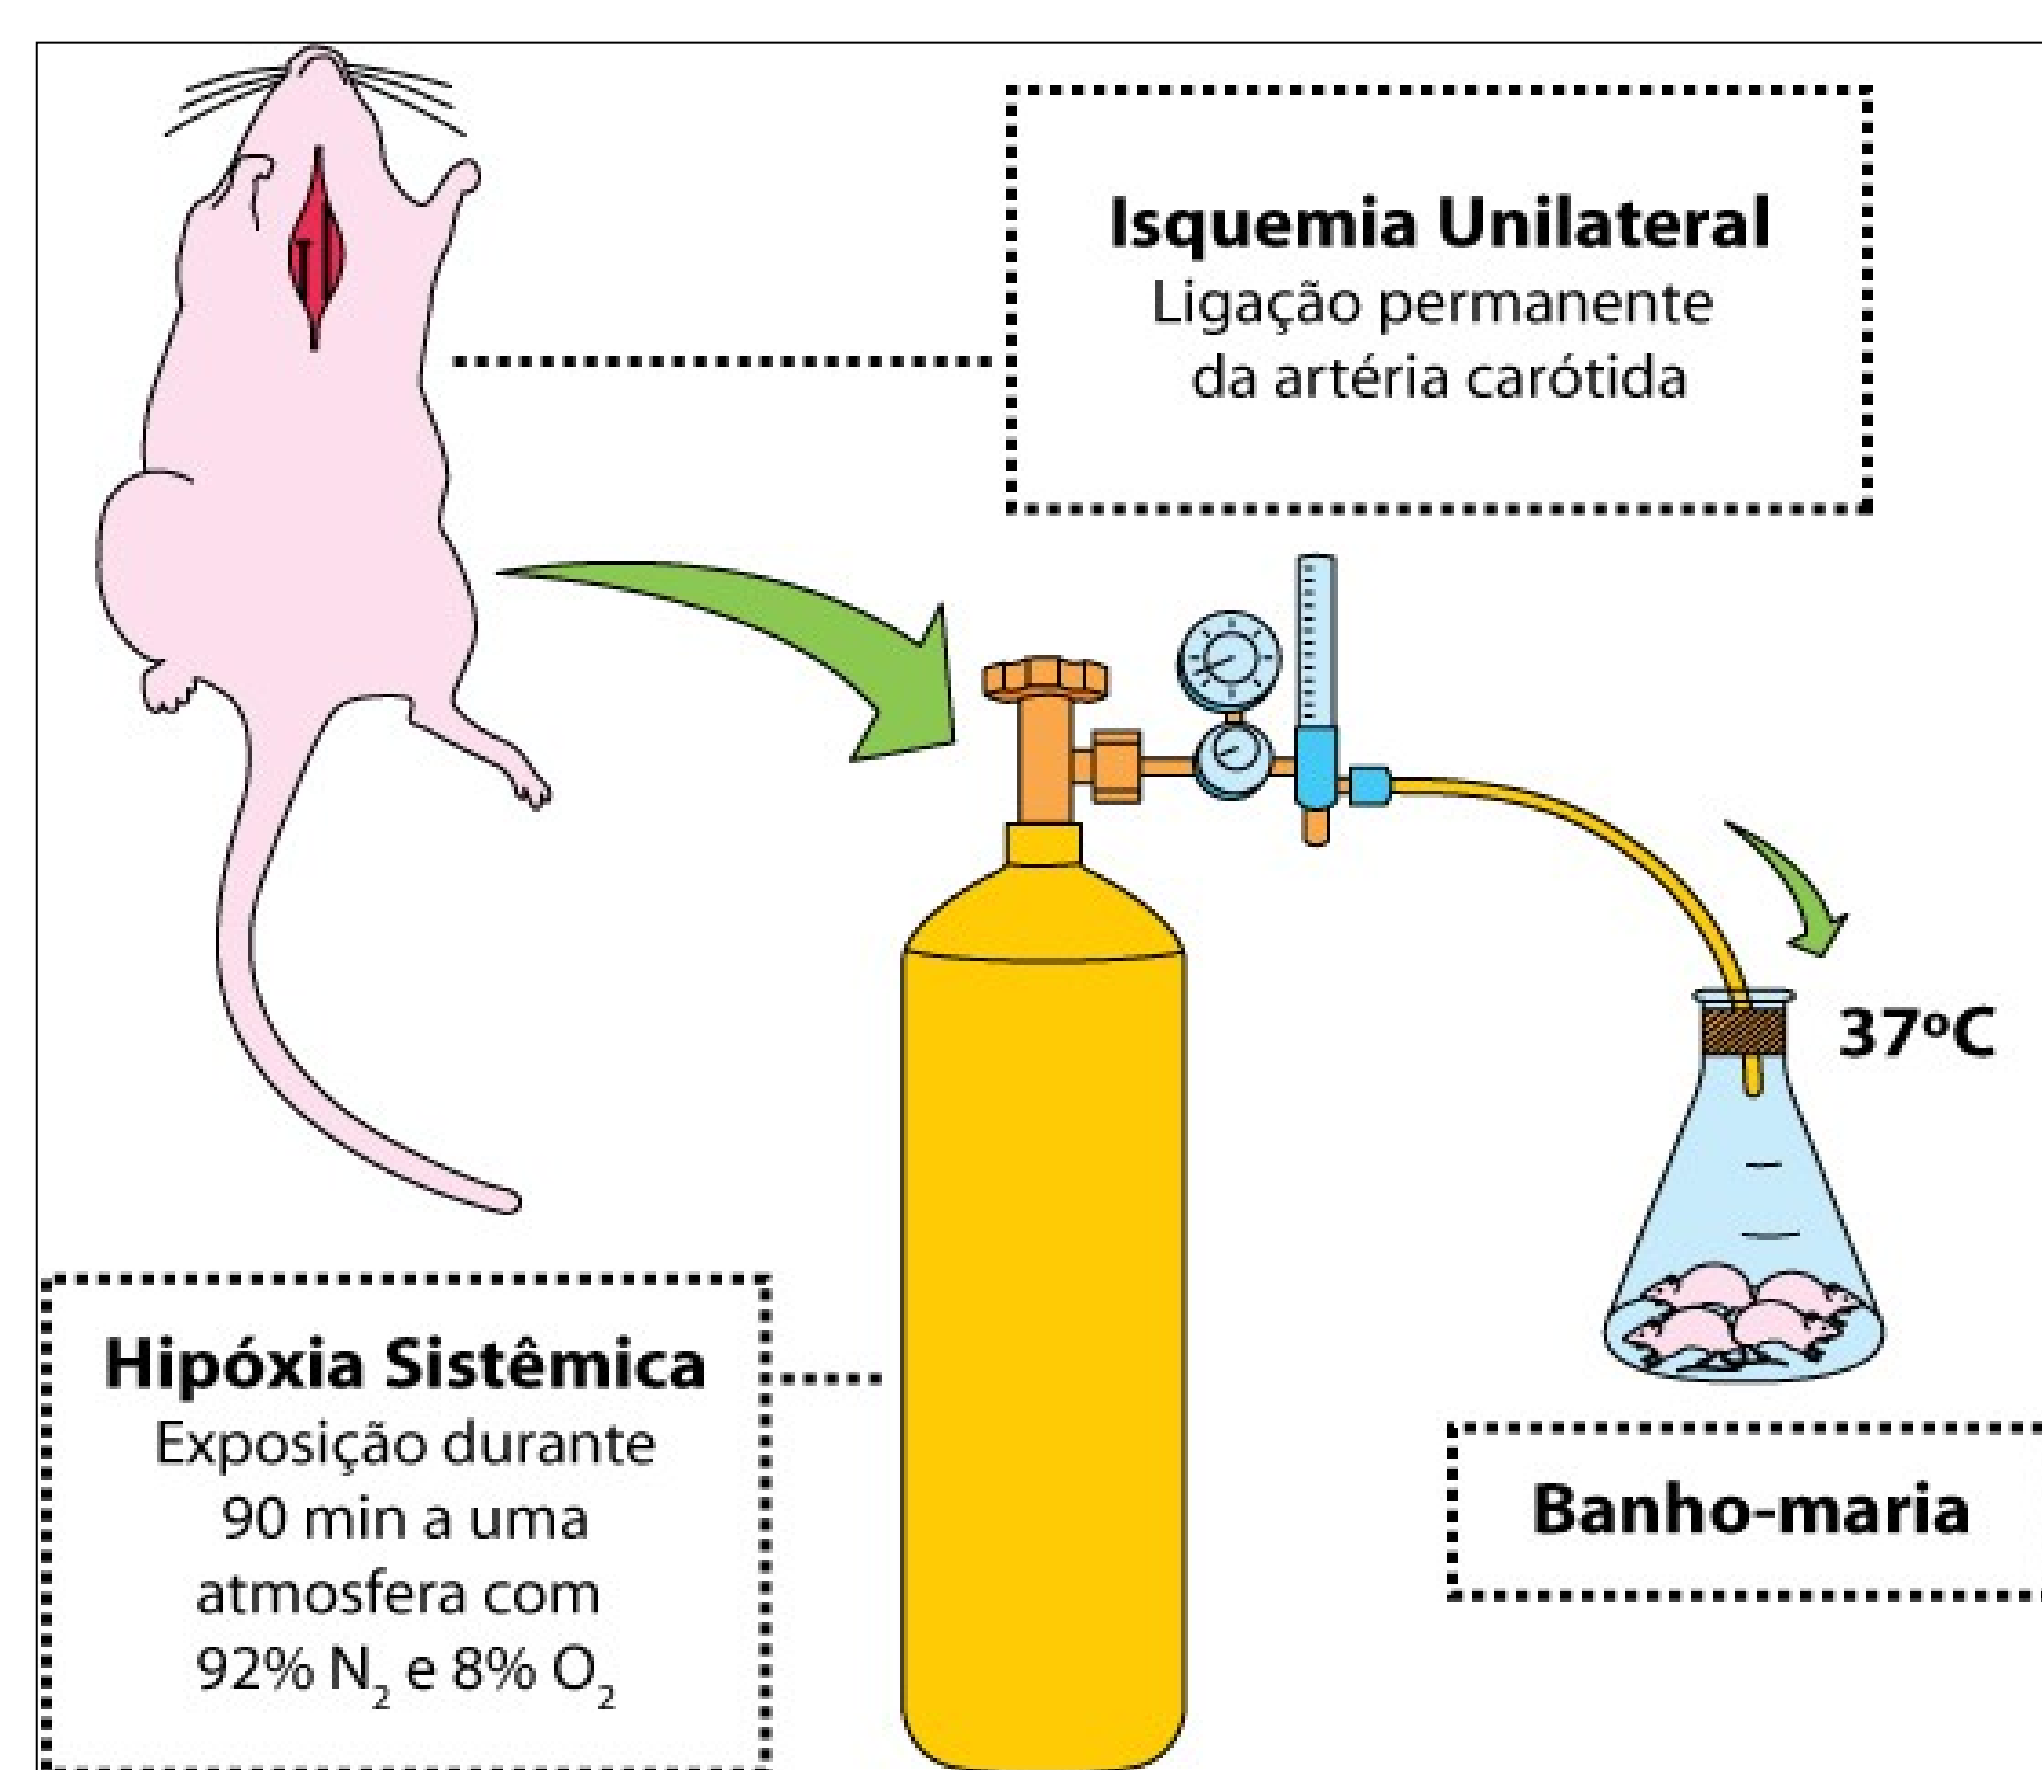 Isquemia Unilateral
Ligação permanente
da artéria carótida
37ºC
Hipóxia Sistêmica
Exposição durante
90 min a uma
atmosfera com
92% N₂ e 8% O₂
Banho-maria